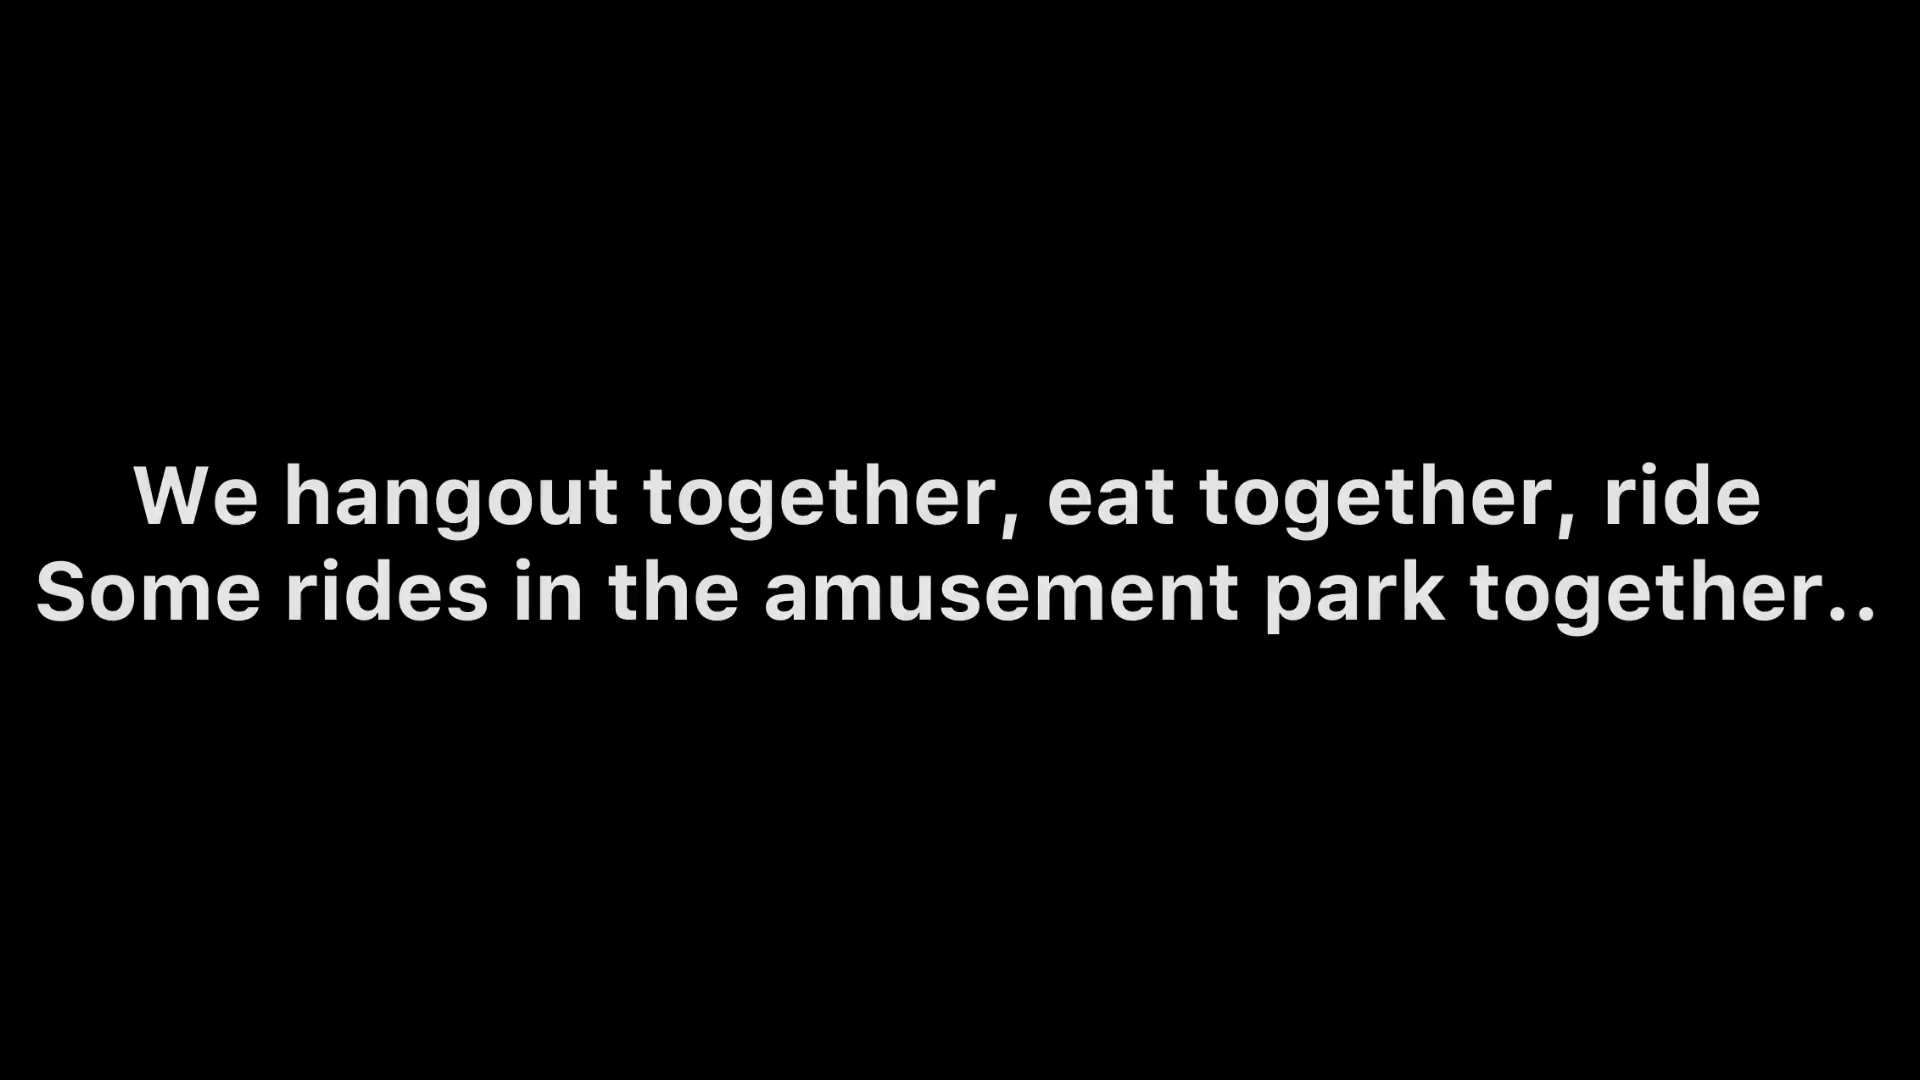 We hangout together, eat together, ride
Some rides in the amusement park together..